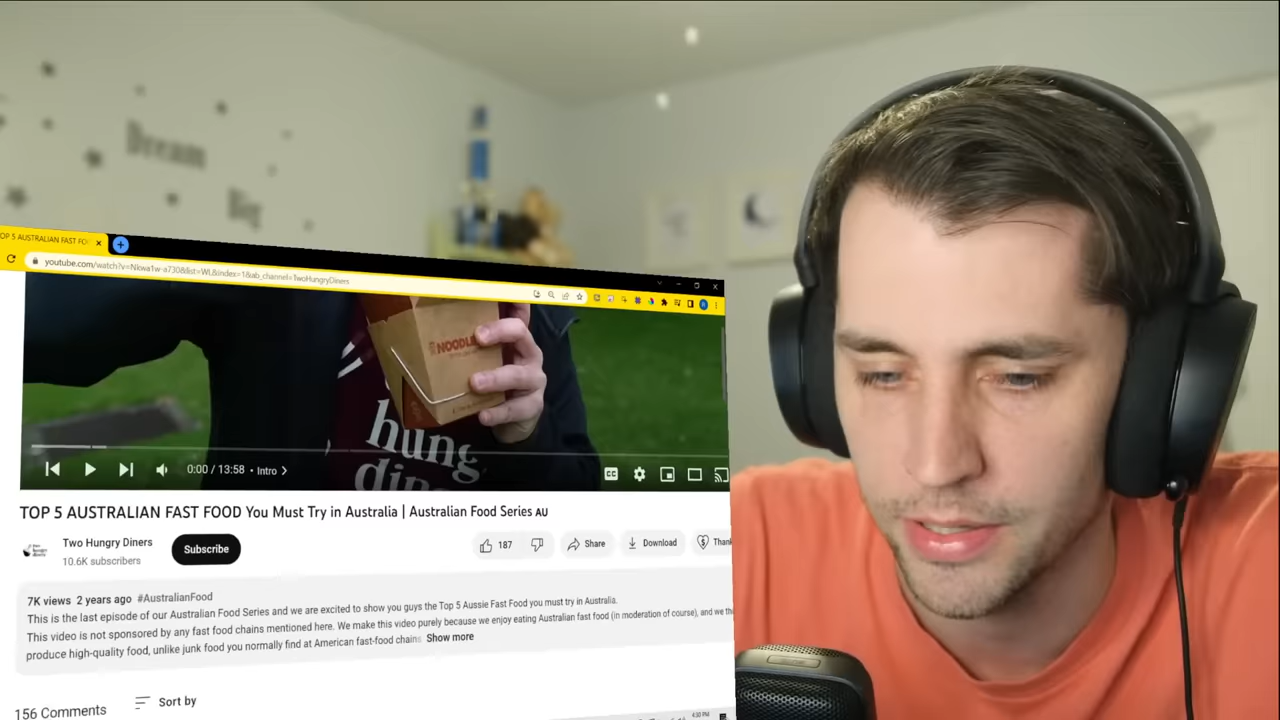 Dream
Big
TOP 5 AUSTRALIAN FAST FO
youtube.com/watch?v=Nkwa1w-a730&list=WL&index=1&ab_channel=TwoHungryDiners
NOODLE
hung
din
0:00 / 13:58 • Intro
CC
TOP 5 AUSTRALIAN FAST FOOD You Must Try in Australia | Australian Food Series AU
Two Hungry Diners
10.6K subscribers
Subscribe
187
Share
Download
Thank
7K views 2 years ago #AustralianFood
This is the last episode of our Australian Food Series and we are excited to show you guys the Top 5 Aussie Fast Food you must try in Australia.
This video is not sponsored by any fast food chains mentioned here. We make this video purely because we enjoy eating Australian fast food (in moderation of course), and we th
produce high-quality food, unlike junk food you normally find at American fast-food chains Show more
156 Comments
Sort by
4:30 PM